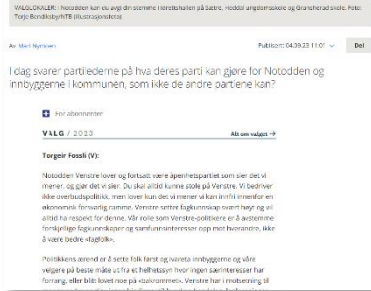 VALGLOKALER: I Notodden kan du avgi din stemme i Idrettshallen på Sætre, Heddal ungdomsskole og Gransherad skole. Foto:
Terje Bendiksby/NTB (Illustrasjonsfoto)
Av Mari Nymoen
Publisert: 04.09.23 11:01
Del
I dag svarer partilederne på hva deres parti kan gjøre for Notodden og
innbyggerne i kommunen, som ikke de andre partiene kan?
For abonnenter
VALG / 2023
Alt om valget →
Torgeir Fossli (V):
Notodden Venstre lover og fortsatt være åpenhetspartiet som sier det vi
mener, og gjør det vi sier. Du skal alltid kunne stole på Venstre. Vi bedriver
ikke overbudspolitikk, men lover kun det vi mener vi kan innfri innenfor en
økonomisk forsvarlig ramme. Venstre setter fagkunnskap svært høyt og vil
alltid ha respekt for denne. Vår rolle som Venstre-politikere er å avstemme
forskjellige fagkunnskaper og samfunnsinteresser opp mot hverandre, ikke
å være bedre «fagfolk».
Politikkens ærend er å sette folk først og ivareta innbyggerne og våre
velgere på beste måte ut fra et helhetssyn hvor ingen særinteresser har
forrang, eller blitt lovet noe på «bakrommet». Venstre har i motsetning til